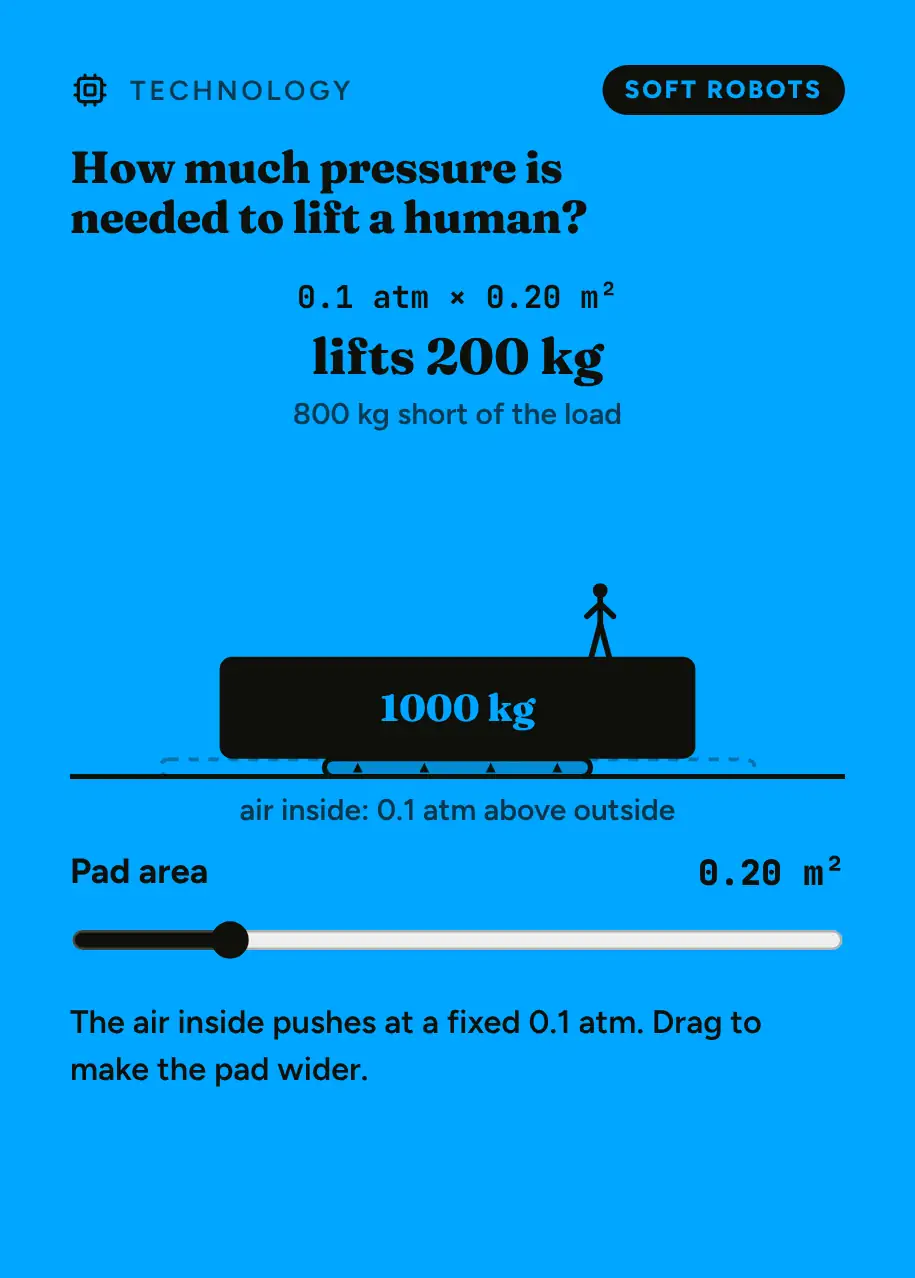 TECHNOLOGY
SOFT ROBOTS
How much pressure is
needed to lift a human?
0.1 atm × 0.20 m²
lifts 200 kg
800 kg short of the load
1000 kg
air inside: 0.1 atm above outside
Pad area
0.20 m²
The air inside pushes at a fixed 0.1 atm. Drag to
make the pad wider.